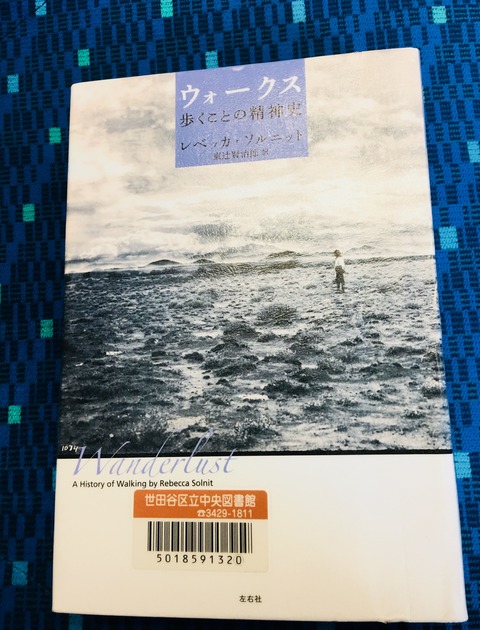 ウォークス
歩くことの精神史
レベッカ・ソルニット
東辻賢治郎 訳
1074
Wanderlust
A History of Walking by Rebecca Solnit
世田谷区立中央図書館
☎3429-1811
5018591320
左右社